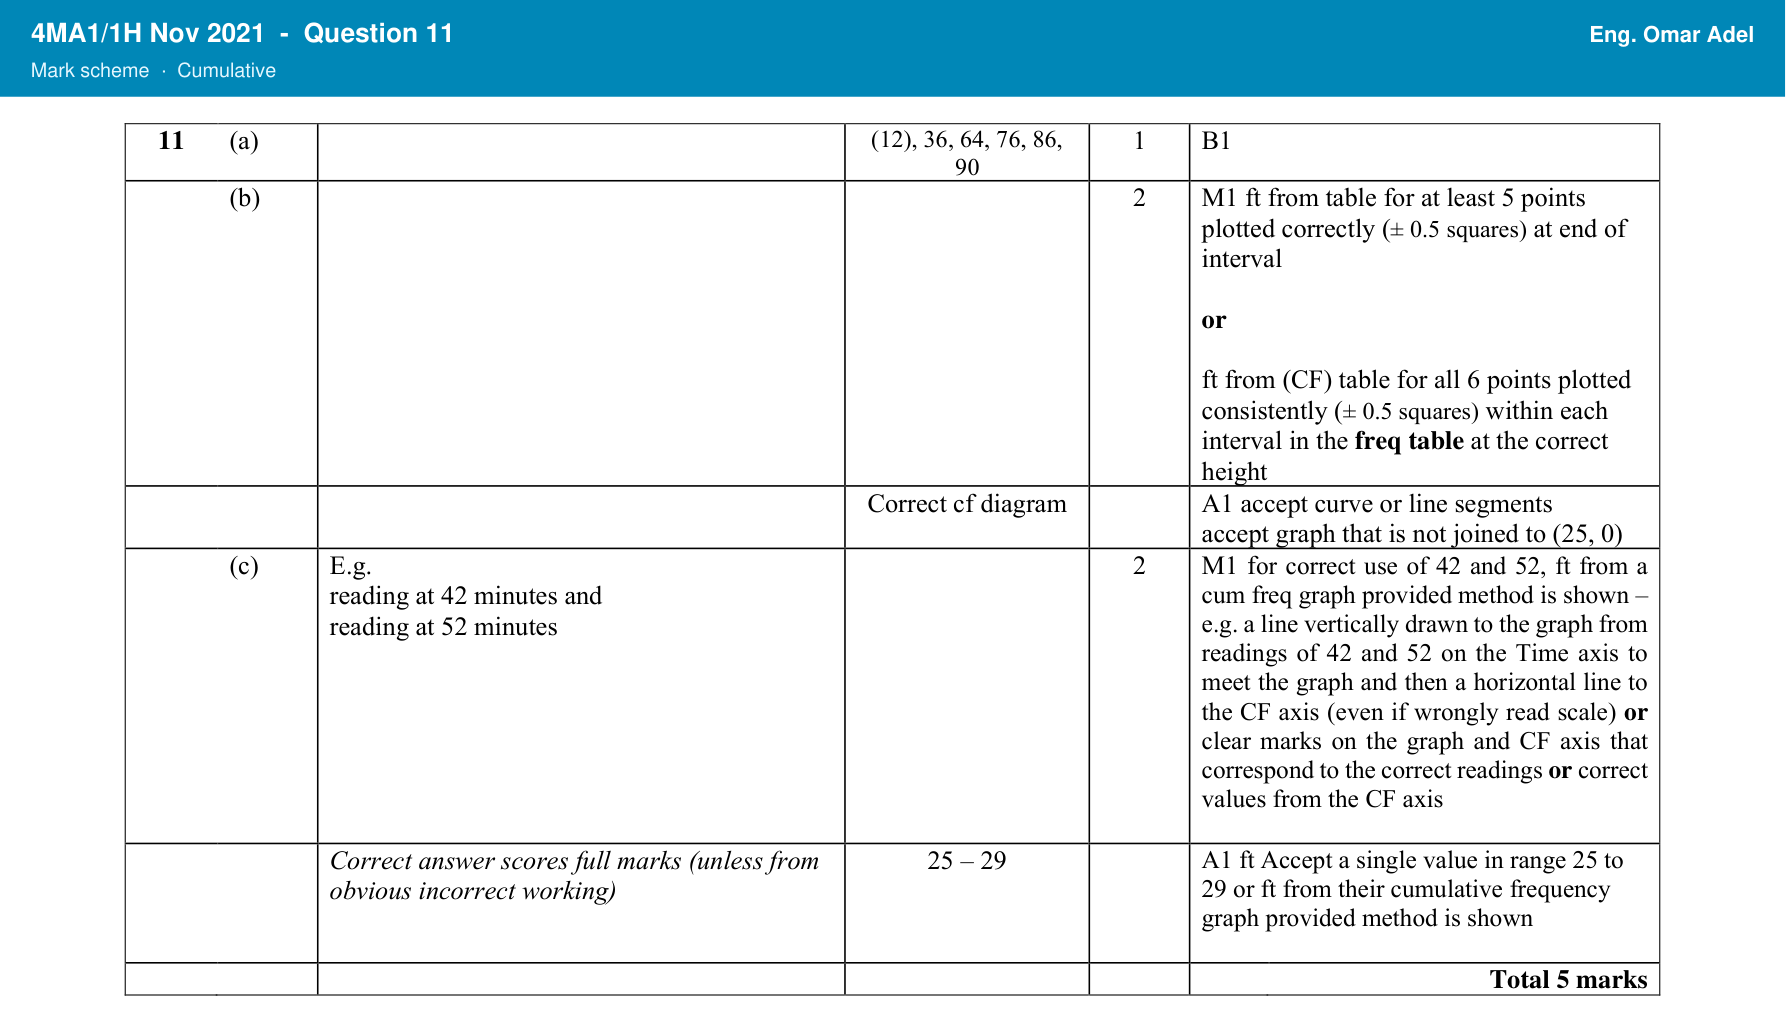 4MA1/1H Nov 2021 - Question 11
Eng. Omar Adel
Mark scheme · Cumulative
11 (a) (12), 36, 64, 76, 86, 1 B1
90
(b) 2 M1 ft from table for at least 5 points
plotted correctly (± 0.5 squares) at end of
interval
or
ft from (CF) table for all 6 points plotted
consistently (± 0.5 squares) within each
interval in the freq table at the correct
height
Correct cf diagram A1 accept curve or line segments
accept graph that is not joined to (25, 0)
(c) E.g. 2 M1 for correct use of 42 and 52, ft from a
reading at 42 minutes and cum freq graph provided method is shown –
reading at 52 minutes e.g. a line vertically drawn to the graph from
readings of 42 and 52 on the Time axis to
meet the graph and then a horizontal line to
the CF axis (even if wrongly read scale) or
clear marks on the graph and CF axis that
correspond to the correct readings or correct
values from the CF axis
Correct answer scores full marks (unless from 25 – 29 A1 ft Accept a single value in range 25 to
obvious incorrect working) 29 or ft from their cumulative frequency
graph provided method is shown
Total 5 marks